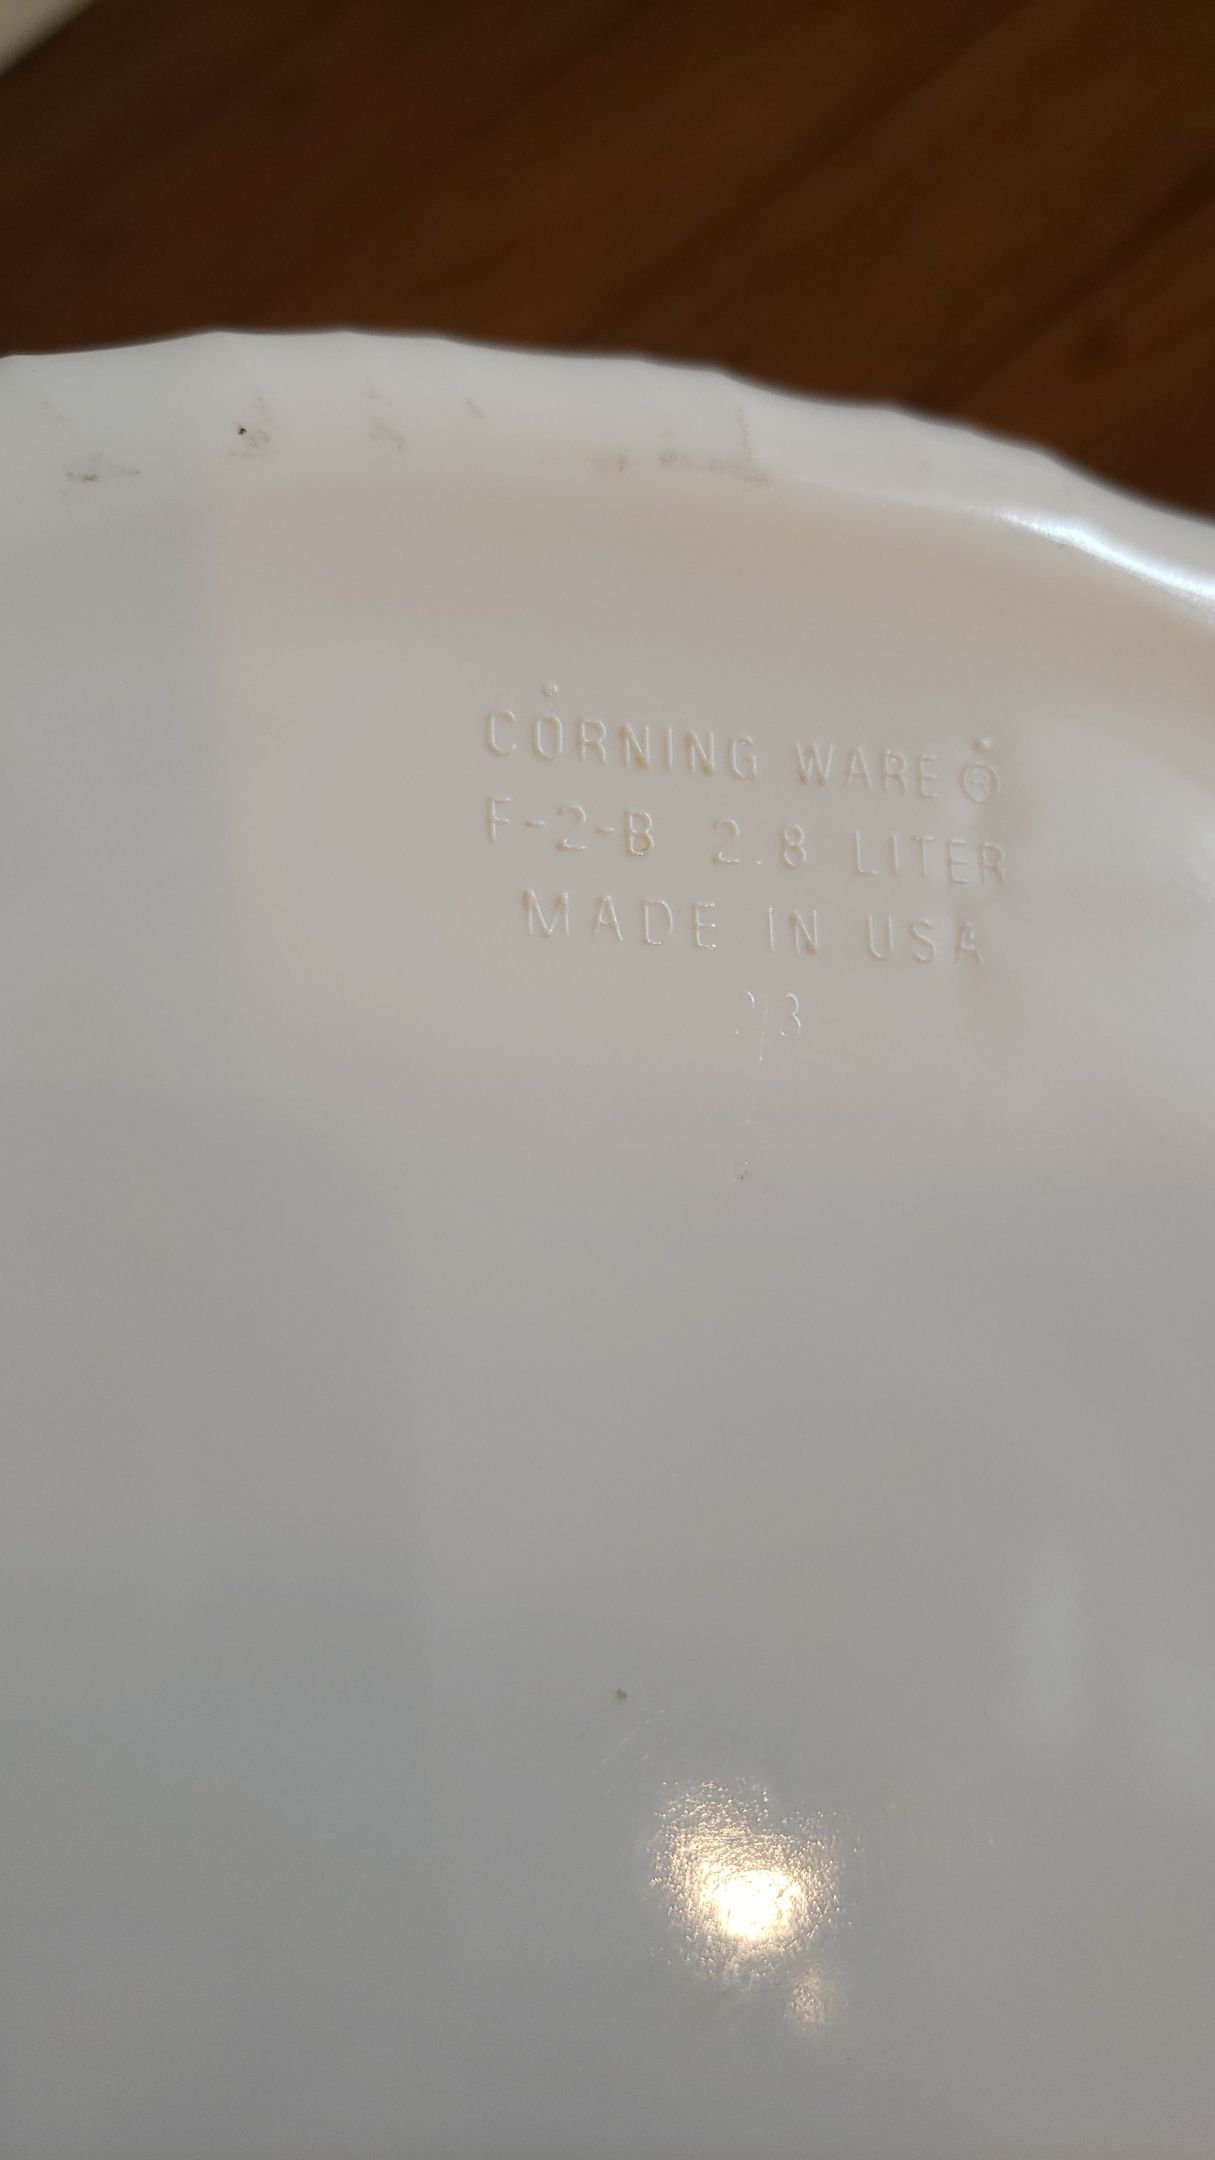 CORNING WARE ®
F-2-B 2.8 LITER
MADE IN USA